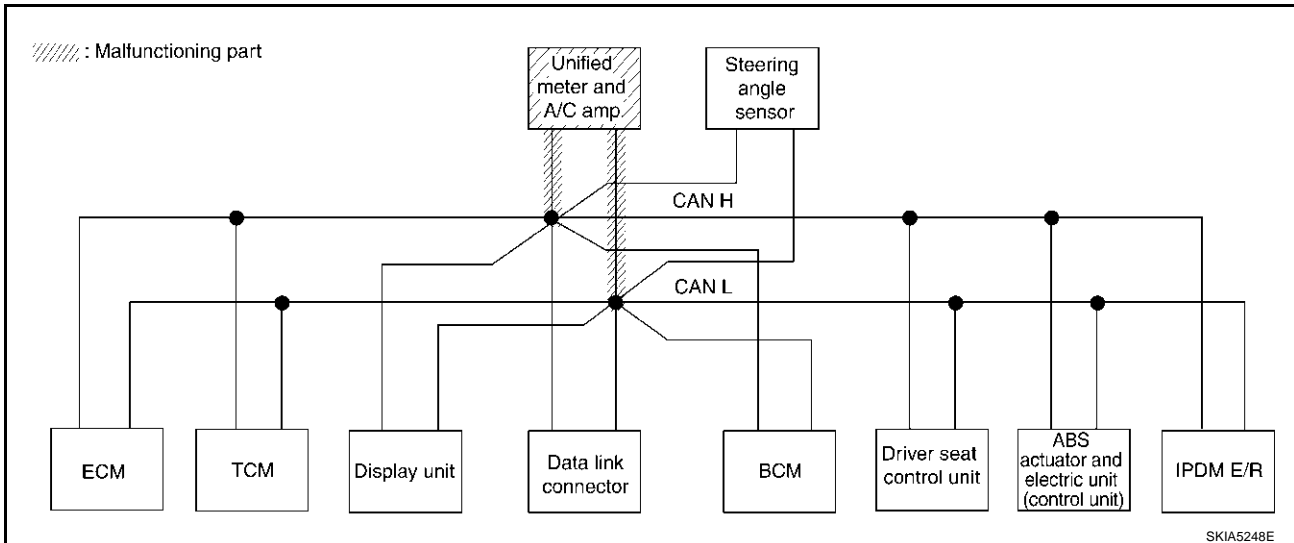 : Malfunctioning part
Unified
meter and
A/C amp.
Steering
angle
sensor
CAN H
CAN L
ECM
TCM
Display unit
Data link
connector
BCM
Driver seat
control unit
ABS
actuator and
electric unit
(control unit)
IPDM E/R
SKIA5248E